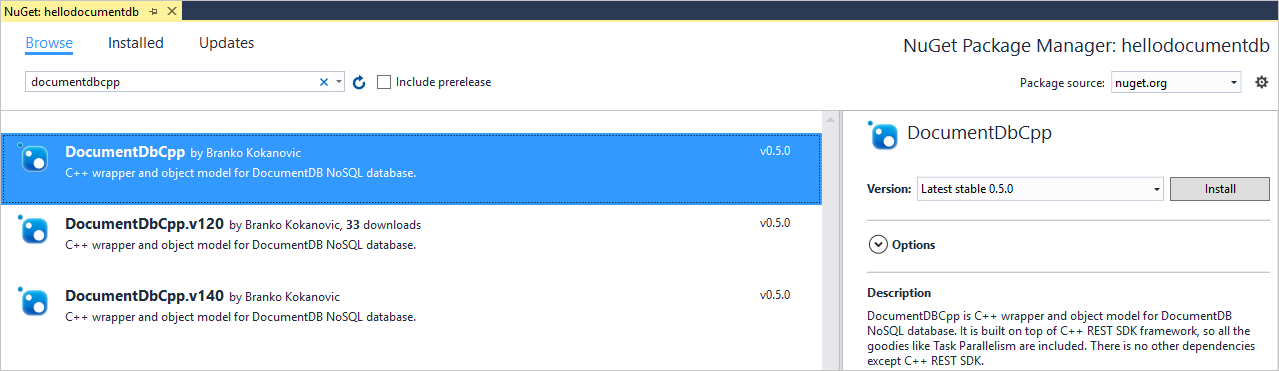 NuGet: hellodocumentdb
Browse Installed Updates
NuGet Package Manager: hellodocumentdb
documentdbcpp
Include prerelease
Package source: nuget.org
DocumentDbCpp by Branko Kokanovic v0.5.0
C++ wrapper and object model for DocumentDB NoSQL database.
DocumentDbCpp.v120 by Branko Kokanovic, 33 downloads v0.5.0
C++ wrapper and object model for DocumentDB NoSQL database.
DocumentDbCpp.v140 by Branko Kokanovic v0.5.0
C++ wrapper and object model for DocumentDB NoSQL database.
DocumentDbCpp
Version: Latest stable 0.5.0 Install
Options
Description
DocumentDBCpp is C++ wrapper and object model for DocumentDB
NoSQL database. It is built on top of C++ REST SDK framework, so all the
goodies like Task Parallelism are included. There is no other dependencies
except C++ REST SDK.